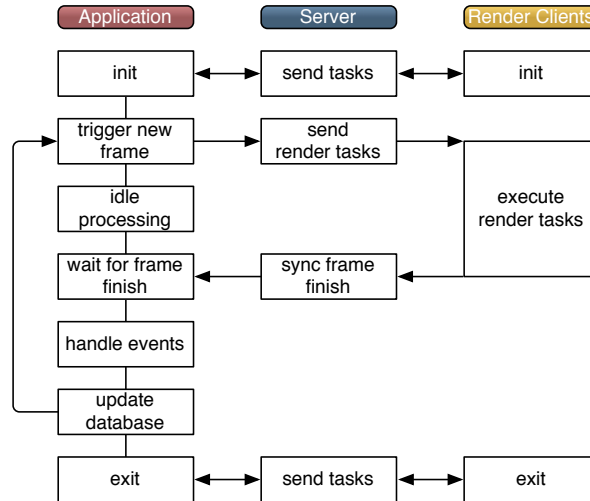 Application Server Render Clients
init send tasks init
trigger new
frame
send
render tasks
execute
render tasks
idle
processing
wait for frame
finish
sync frame
finish
handle events
update
database
exit send tasks exit